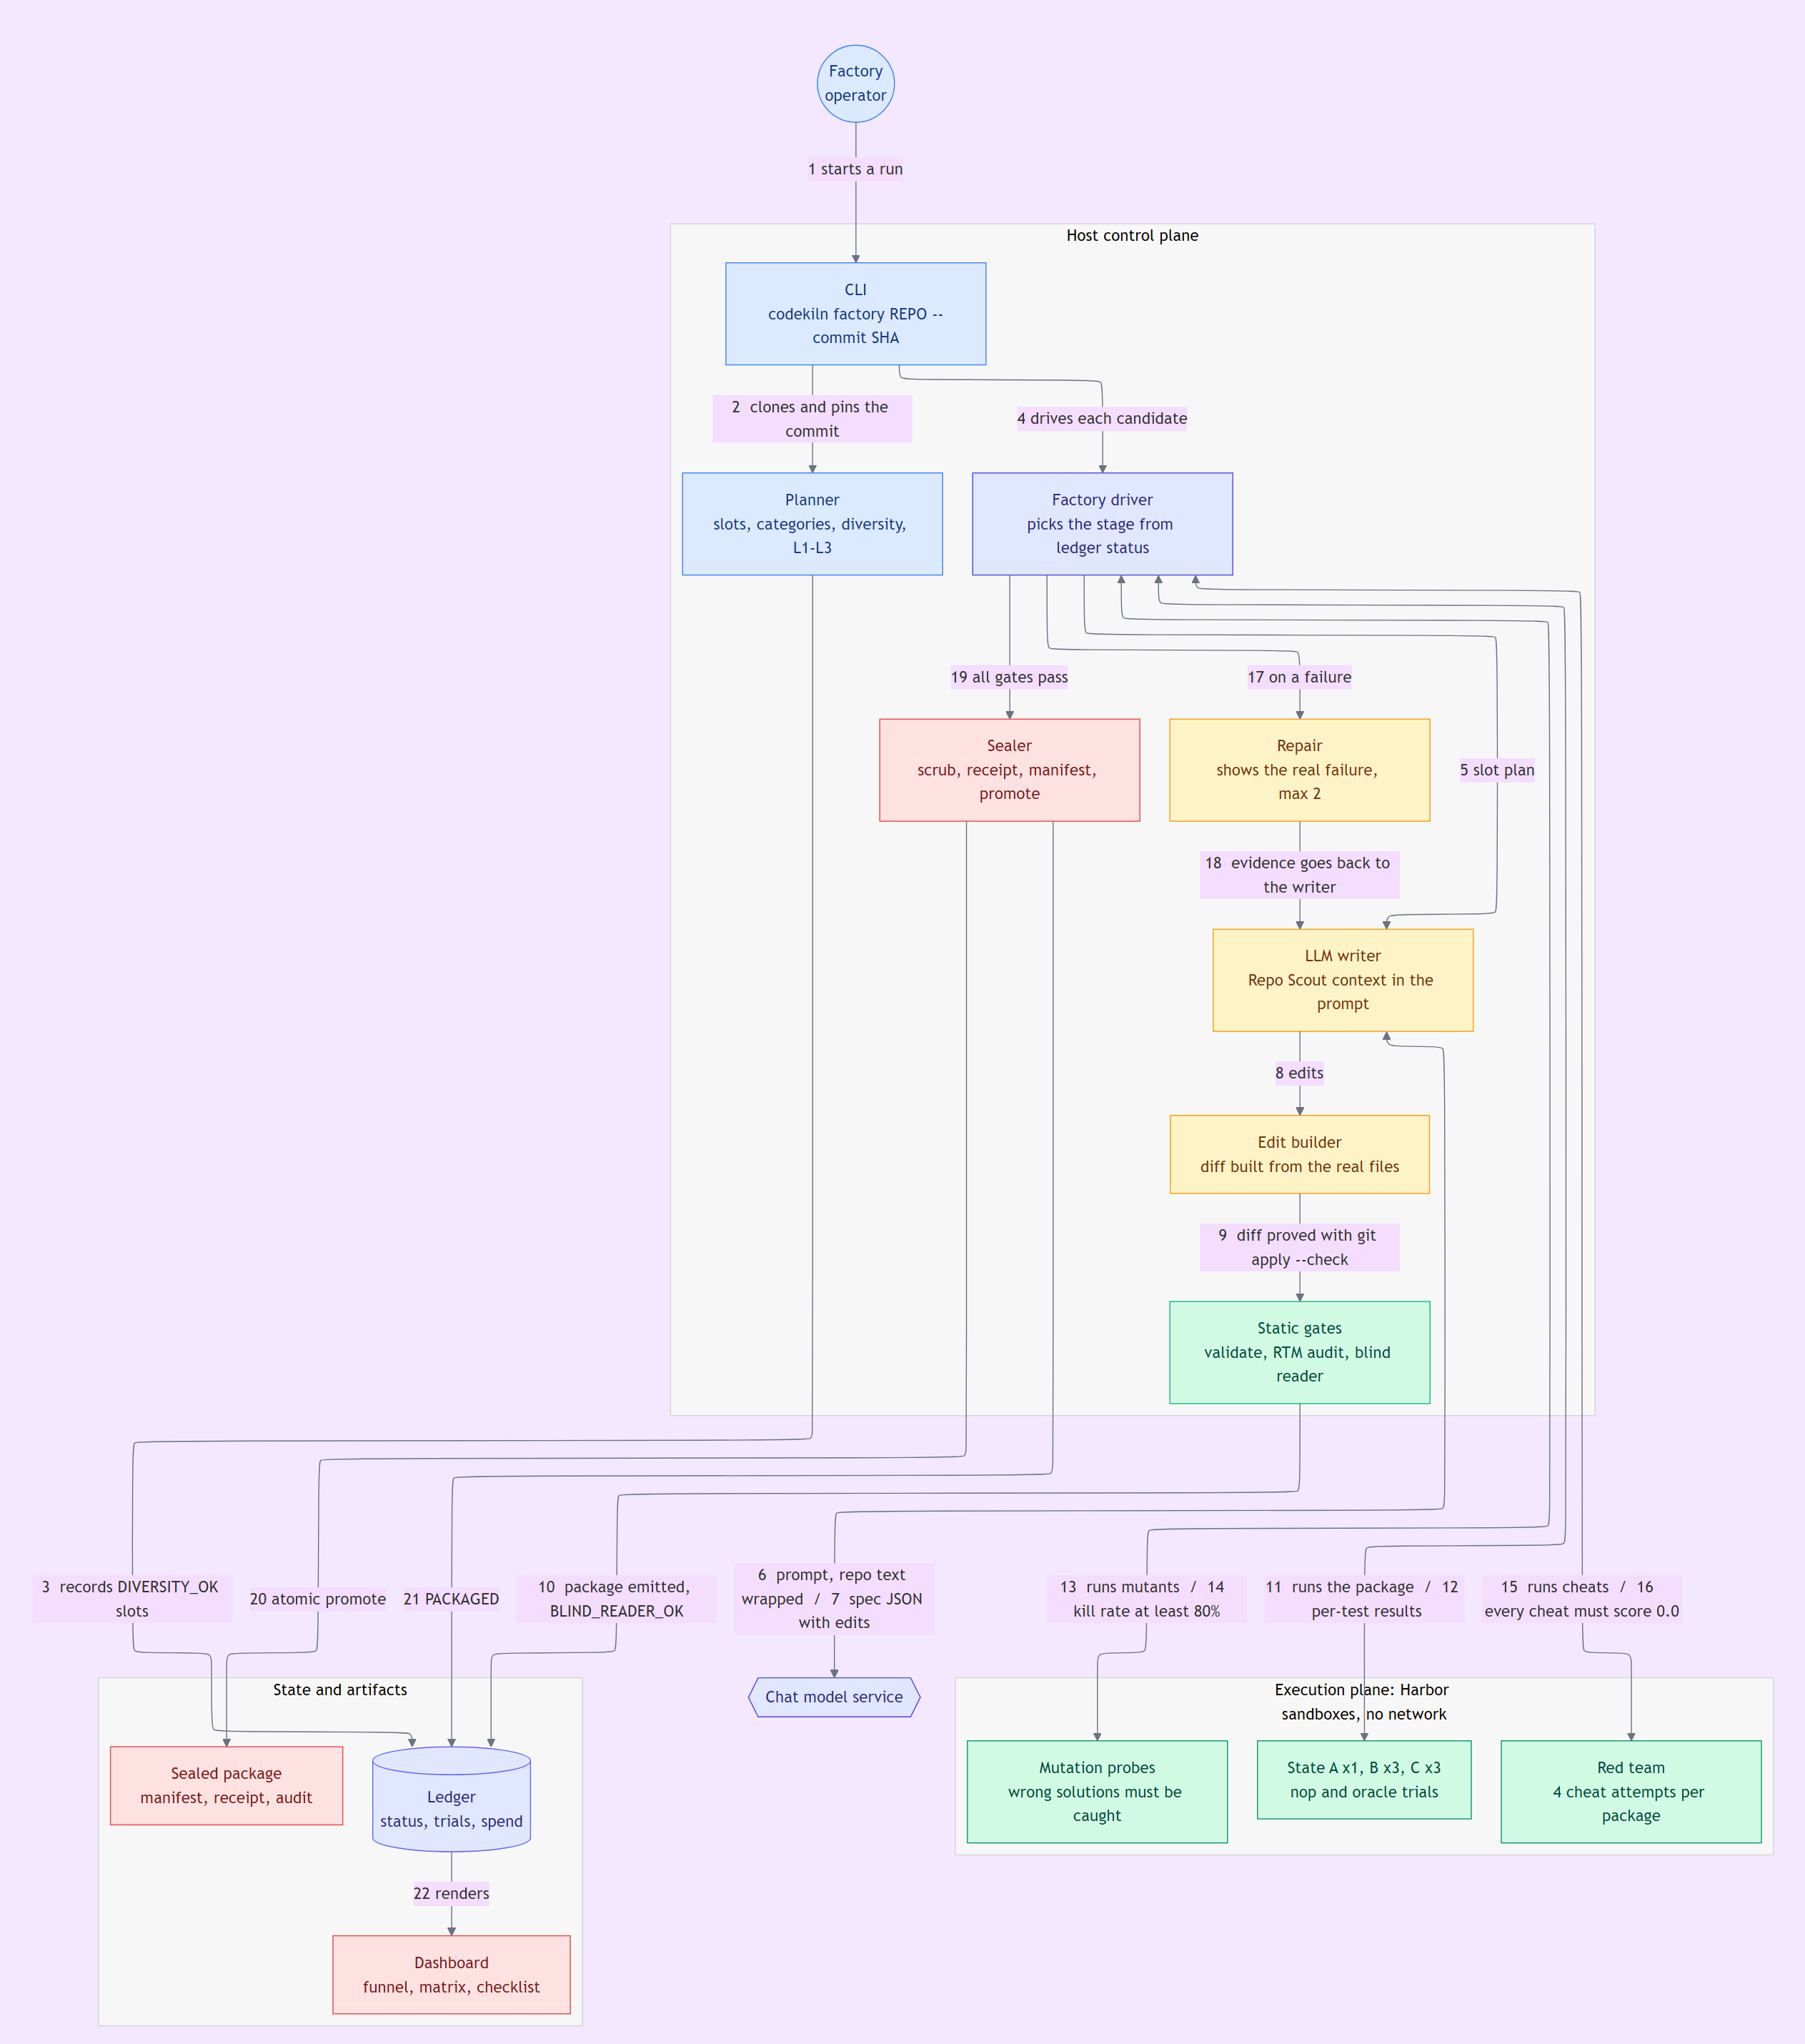 Factory
operator
1 starts a run
Host control plane
CLI
codekiln factory REPO --
commit SHA
2 clones and pins the
commit
4 drives each candidate
Planner
slots, categories, diversity,
L1-L3
Factory driver
picks the stage from
ledger status
19 all gates pass
17 on a failure
Sealer
scrub, receipt, manifest,
promote
Repair
shows the real failure,
max 2
5 slot plan
18 evidence goes back to
the writer
LLM writer
Repo Scout context in the
prompt
8 edits
Edit builder
diff built from the real files
9 diff proved with git
apply --check
Static gates
validate, RTM audit, blind
reader
3 records DIVERSITY_OK
slots
20 atomic promote
21 PACKAGED
10 package emitted,
BLIND_READER_OK
6 prompt, repo text
wrapped / 7 spec JSON
with edits
13 runs mutants / 14
kill rate at least 80%
11 runs the package / 12
per-test results
15 runs cheats / 16
every cheat must score 0.0
State and artifacts
Sealed package
manifest, receipt, audit
Ledger
status, trials, spend
22 renders
Dashboard
funnel, matrix, checklist
Chat model service
Execution plane: Harbor
sandboxes, no network
Mutation probes
wrong solutions must be
caught
State A x1, B x3, C x3
nop and oracle trials
Red team
4 cheat attempts per
package